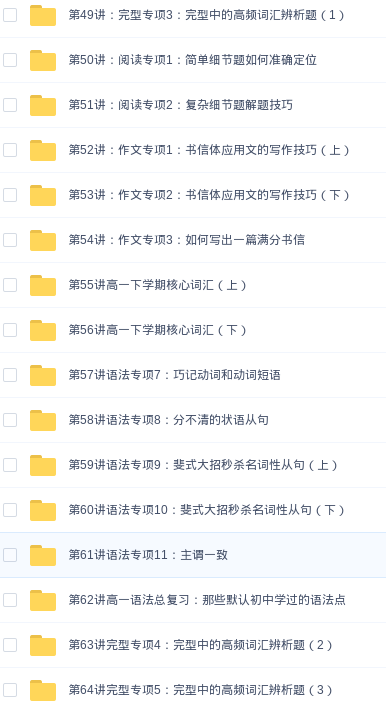 第49讲：完型专项3：完型中的高频词汇辨析题（1）
第50讲：阅读专项1：简单细节题如何准确定位
第51讲：阅读专项2：复杂细节题解题技巧
第52讲：作文专项1：书信体应用文的写作技巧（上）
第53讲：作文专项2：书信体应用文的写作技巧（下）
第54讲：作文专项3：如何写出一篇满分书信
第55讲高一下学期核心词汇（上）
第56讲高一下学期核心词汇（下）
第57讲语法专项7：巧记动词和动词短语
第58讲语法专项8：分不清的状语从句
第59讲语法专项9：斐式大招秒杀名词性从句（上）
第60讲语法专项10：斐式大招秒杀名词性从句（下）
第61讲语法专项11：主谓一致
第62讲高一语法总复习：那些默认初中学过的语法点
第63讲完型专项4：完型中的高频词汇辨析题（2）
第64讲完型专项5：完型中的高频词汇辨析题（3）